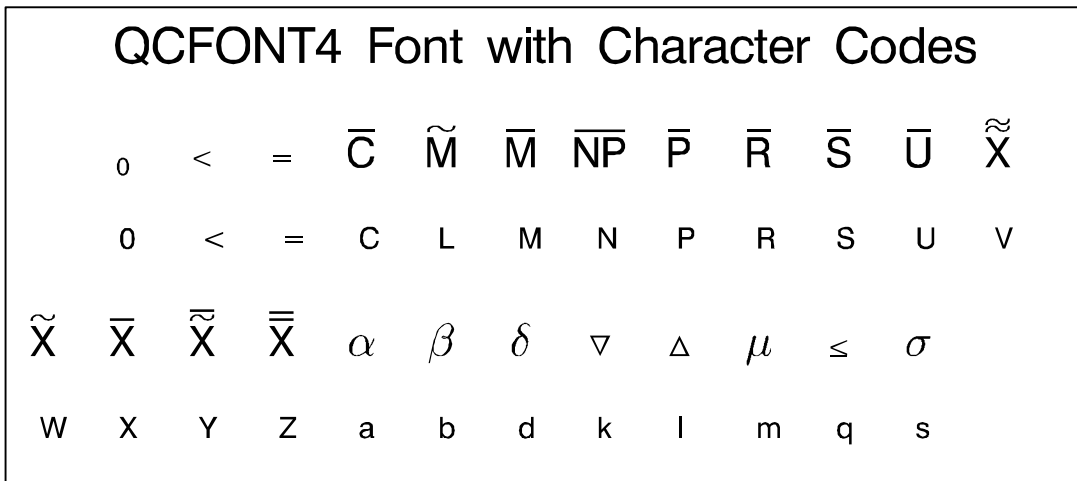 QCFONT4 Font with Character Codes
₀ < = C̅ M̃ M̅ N̅P̅ P̅ R̅ S̅ U̅ X̃̃
0 < = C L M N P R S U V
X̃ X̅ X̃̅ X̿ α β δ ▽ △ μ ≤ σ
W X Y Z a b d k l m q s